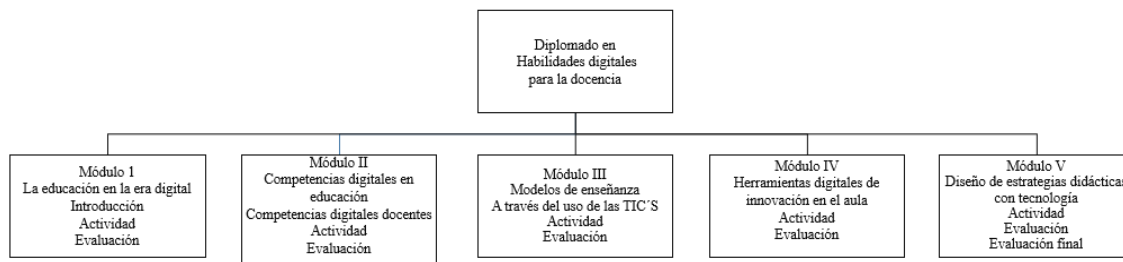 Diplomado en
Habilidades digitales
para la docencia
Módulo 1
La educación en la era digital
Introducción
Actividad
Evaluación
Módulo II
Competencias digitales en
educación
Competencias digitales docentes
Actividad
Evaluación
Módulo III
Modelos de enseñanza
A través del uso de las TIC´S
Actividad
Evaluación
Módulo IV
Herramientas digitales de
innovación en el aula
Actividad
Evaluación
Módulo V
Diseño de estrategias didácticas
con tecnología
Actividad
Evaluación
Evaluación final